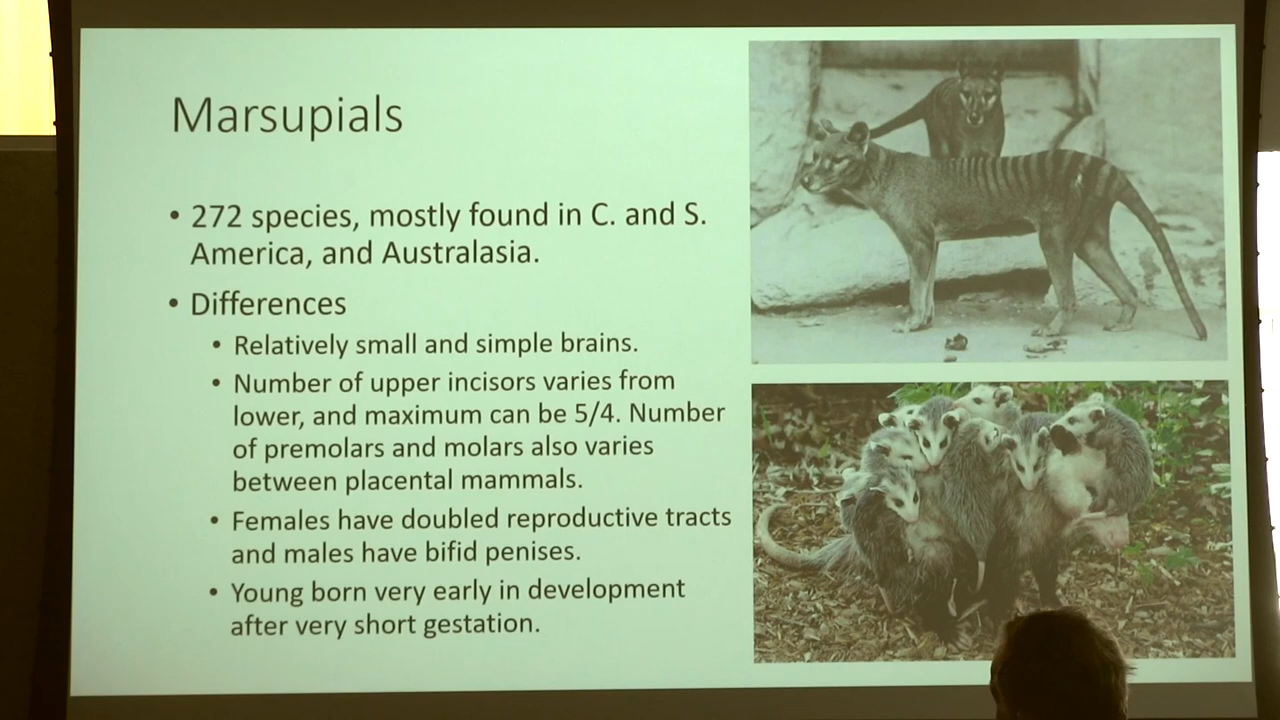 Marsupials
• 272 species, mostly found in C. and S.
America, and Australasia.
• Differences
• Relatively small and simple brains.
• Number of upper incisors varies from
lower, and maximum can be 5/4. Number
of premolars and molars also varies
between placental mammals.
• Females have doubled reproductive tracts
and males have bifid penises.
• Young born very early in development
after very short gestation.